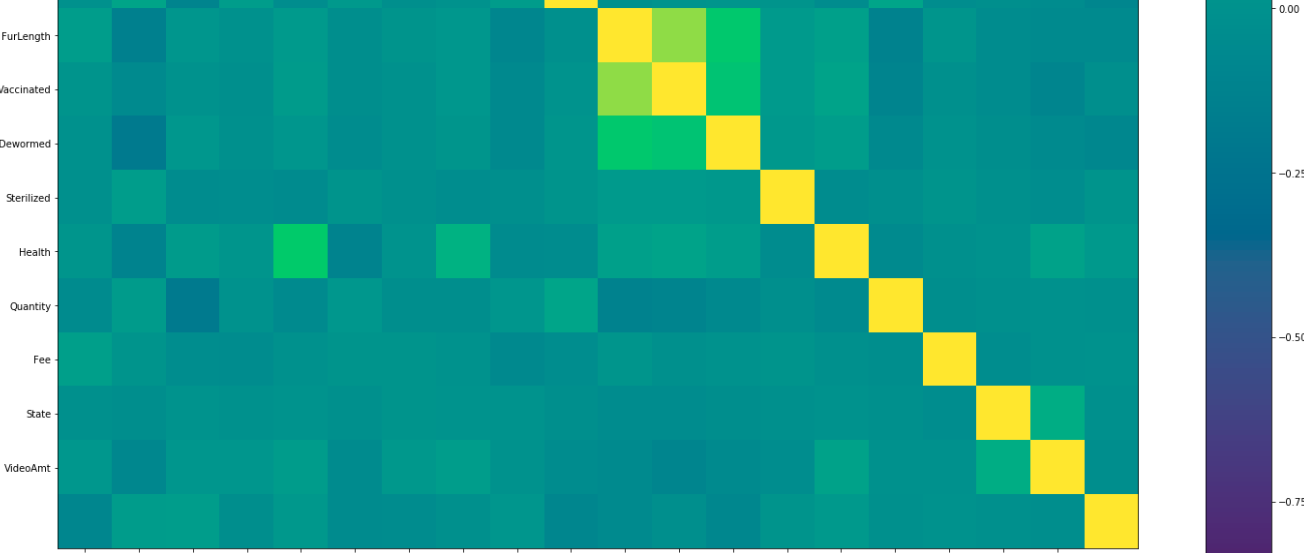 FurLength
Vaccinated
Dewormed
Sterilized
Health
Quantity
Fee
State
VideoAmt
0.00
−0.25
−0.50
−0.75